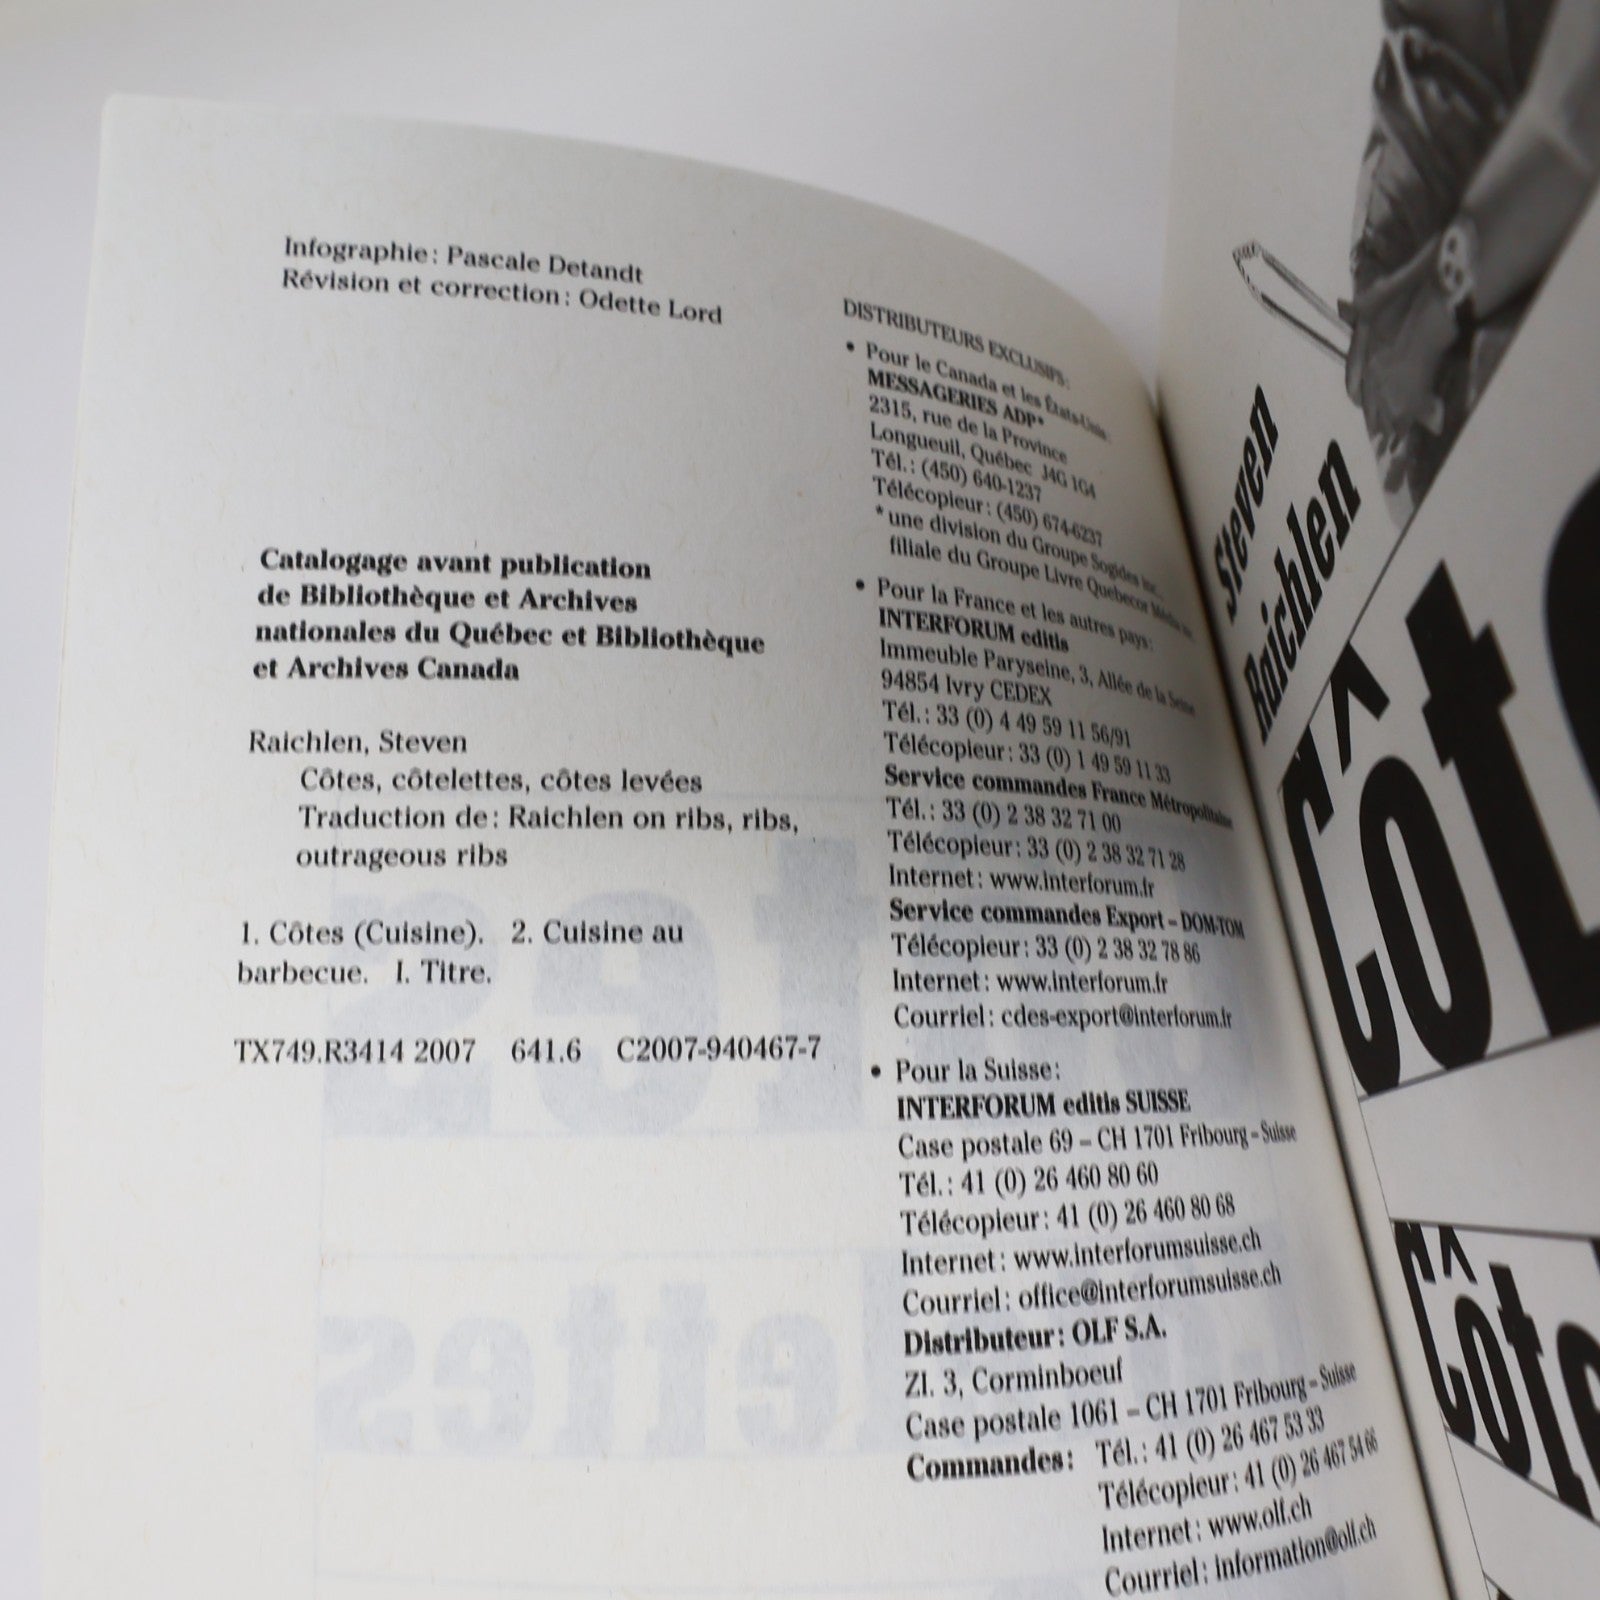 Infographie : Pascale Detandt
Révision et correction : Odette Lord
Catalogage avant publication
de Bibliothèque et Archives
nationales du Québec et Bibliothèque
et Archives Canada
Raichlen, Steven
Côtes, côtelettes, côtes levées
Traduction de : Raichlen on ribs, ribs,
outrageous ribs
1. Côtes (Cuisine). 2. Cuisine au
barbecue. I. Titre.
TX749.R3414 2007 641.6 C2007-940467-7
DISTRIBUTEURS EXCLUSIFS :
• Pour le Canada et les États-Unis :
MESSAGERIES ADP*
2315, rue de la Province
Longueuil, Québec J4G 1G4
Tél. : (450) 640-1237
Télécopieur : (450) 674-6237
* une division du Groupe Sogides inc.,
filiale du Groupe Livre Quebecor Média inc.
• Pour la France et les autres pays :
INTERFORUM editis
Immeuble Paryseine, 3, Allée de la Seine
94854 Ivry CEDEX
Tél. : 33 (0) 4 49 59 11 56/91
Télécopieur : 33 (0) 1 49 59 11 33
Service commandes France Métropolitaine
Tél. : 33 (0) 2 38 32 71 00
Télécopieur : 33 (0) 2 38 32 71 28
Internet : www.interforum.fr
Service commandes Export – DOM-TOM
Télécopieur : 33 (0) 2 38 32 78 86
Internet : www.interforum.fr
Courriel : cdes-export@interforum.fr
• Pour la Suisse :
INTERFORUM editis SUISSE
Case postale 69 – CH 1701 Fribourg – Suisse
Tél. : 41 (0) 26 460 80 60
Télécopieur : 41 (0) 26 460 80 68
Internet : www.interforumsuisse.ch
Courriel : office@interforumsuisse.ch
Distributeur : OLF S.A.
ZI. 3, Corminboeuf
Case postale 1061 – CH 1701 Fribourg – Suisse
Commandes : Tél. : 41 (0) 26 467 53 33
Télécopieur : 41 (0) 26 467 54 66
Internet : www.olf.ch
Courriel : information@olf.ch
Steven
Raichlen
Côt
Côte